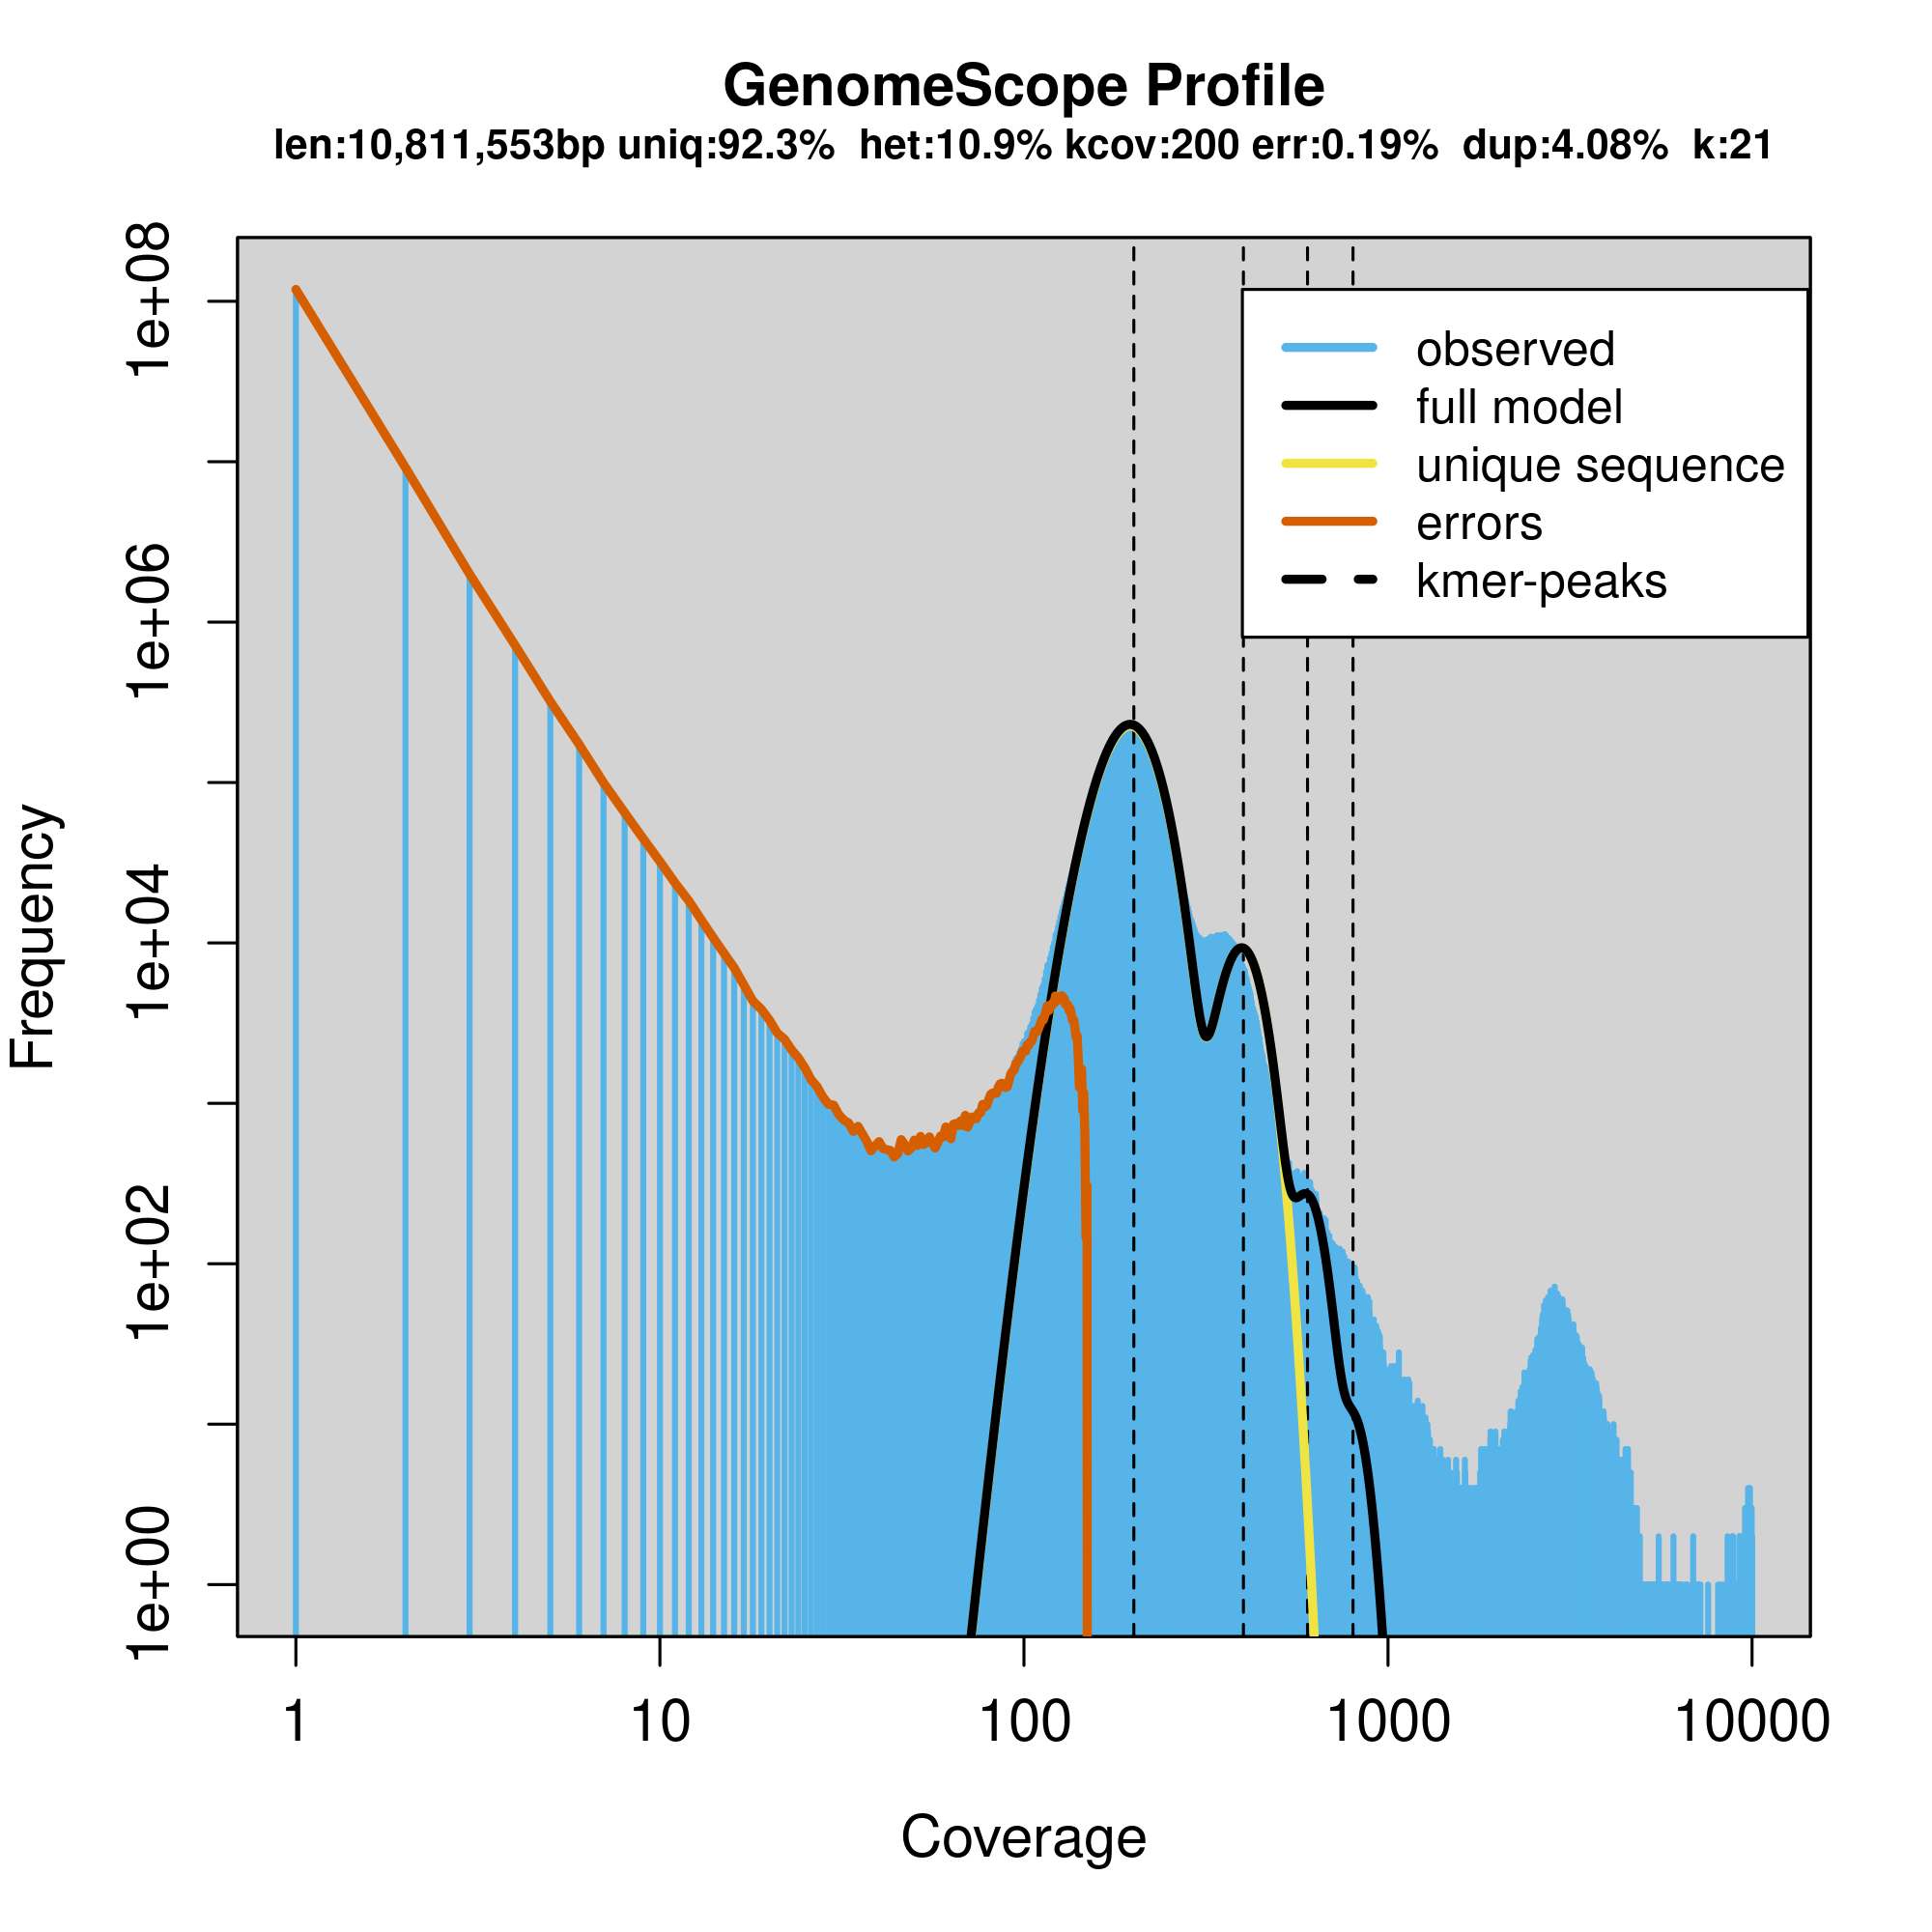 GenomeScope Profile
len:10,811,553bp uniq:92.3%  het:10.9% kcov:200 err:0.19%  dup:4.08%  k:21
1e+08
1e+06
1e+04
1e+02
1e+00
Frequency
observed
full model
unique sequence
errors
kmer-peaks
1 10 100 1000 10000
Coverage